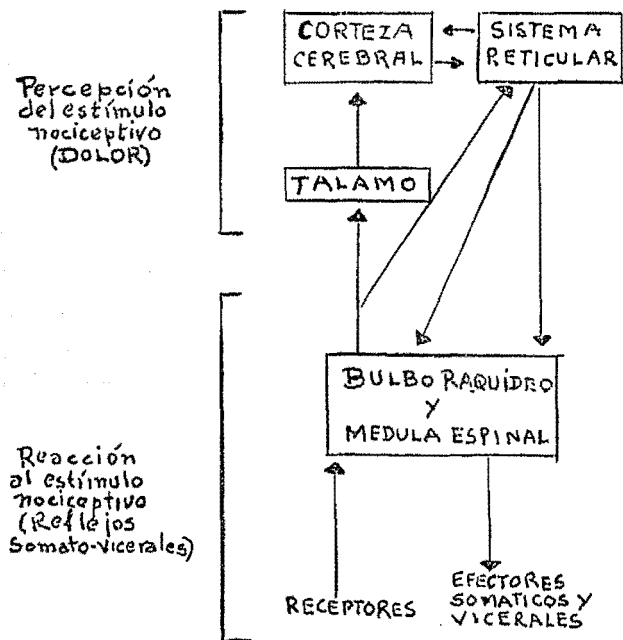 Percepción
del estímulo
nociceptivo
(DOLOR)
CORTEZA
CEREBRAL
SISTEMA
RETICULAR
TALAMO
BULBO RAQUÍDEO
Y
MEDULA ESPINAL
Reacción
al estímulo
nociceptivo
(Reflejos
Somato-vicerales)
RECEPTORES
EFECTORES
SOMATICOS Y
VICERALES